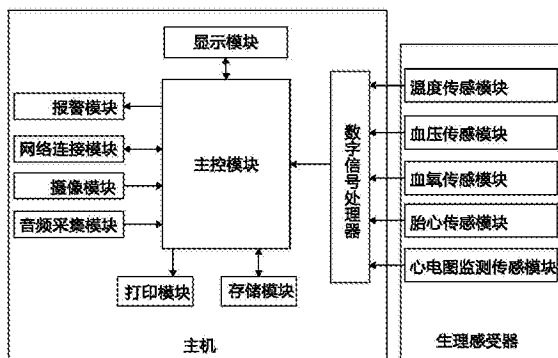 显示模块
报警模块
网络连接模块
摄像模块
音频采集模块
主控模块
打印模块
存储模块
数字信号处理器
主机
温度传感模块
血压传感模块
血氧传感模块
胎心传感模块
心电图监测传感模块
生理感受器